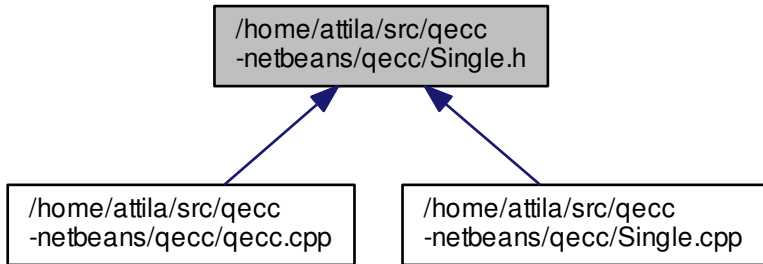 /home/attila/src/qecc
-netbeans/qecc/Single.h
/home/attila/src/qecc
-netbeans/qecc/qecc.cpp
/home/attila/src/qecc
-netbeans/qecc/Single.cpp